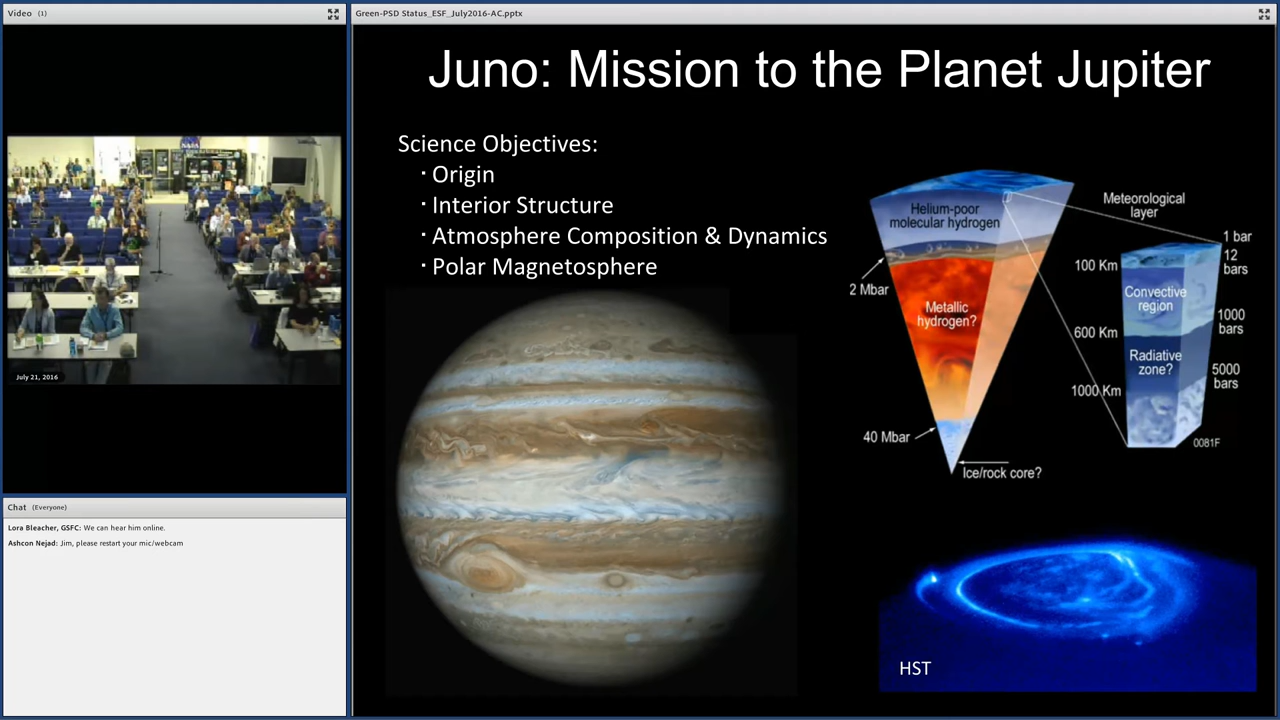 Video (1)
NASA
July 21, 2016
Chat (Everyone)
Lora Bleacher, GSFC: We can hear him online.
Ashcon Nejad: Jim, please restart your mic/webcam
Green-PSD Status_ESF_July2016-AC.pptx
Juno: Mission to the Planet Jupiter
Science Objectives:
· Origin
· Interior Structure
· Atmosphere Composition & Dynamics
· Polar Magnetosphere
Helium-poor
molecular hydrogen
2 Mbar
Metallic
hydrogen?
40 Mbar
Ice/rock core?
Meteorological
layer
1 bar
12
bars
100 Km
Convective
region
1000
bars
600 Km
Radiative
zone?
5000
bars
1000 Km
0081F
HST